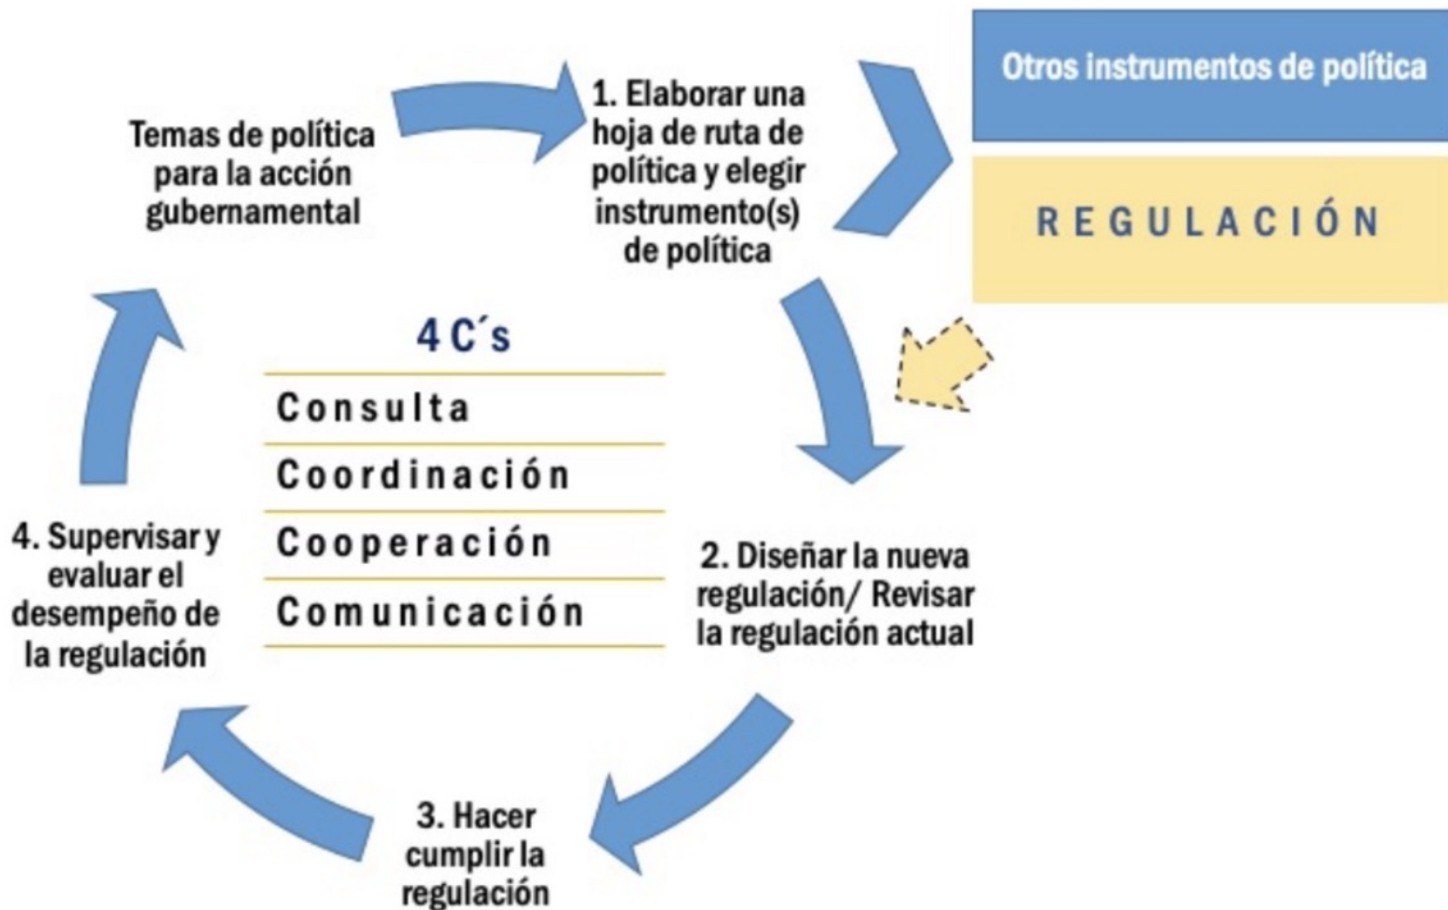 Temas de política
para la acción
gubernamental
1. Elaborar una
hoja de ruta de
política y elegir
instrumento(s)
de política
Otros instrumentos de política
REGULACIÓN
4 C´s
Consulta
Coordinación
Cooperación
Comunicación
2. Diseñar la nueva
regulación/ Revisar
la regulación actual
3. Hacer
cumplir la
regulación
4. Supervisar y
evaluar el
desempeño de
la regulación